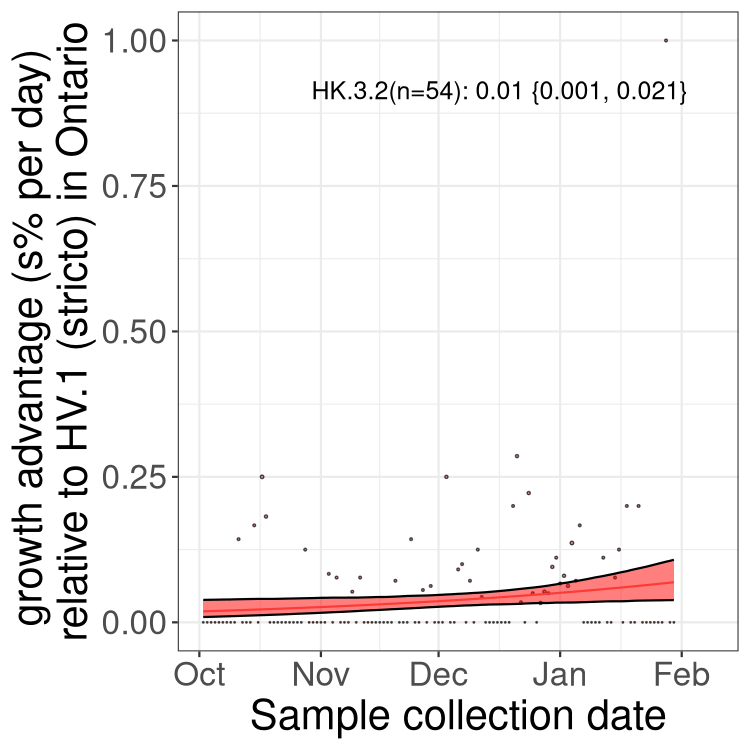 growth advantage (s% per day)
relative to HV.1 (stricto) in Ontario
1.00
0.75
0.50
0.25
0.00
HK.3.2(n=54): 0.01 {0.001, 0.021}
Oct Nov Dec Jan Feb
Sample collection date